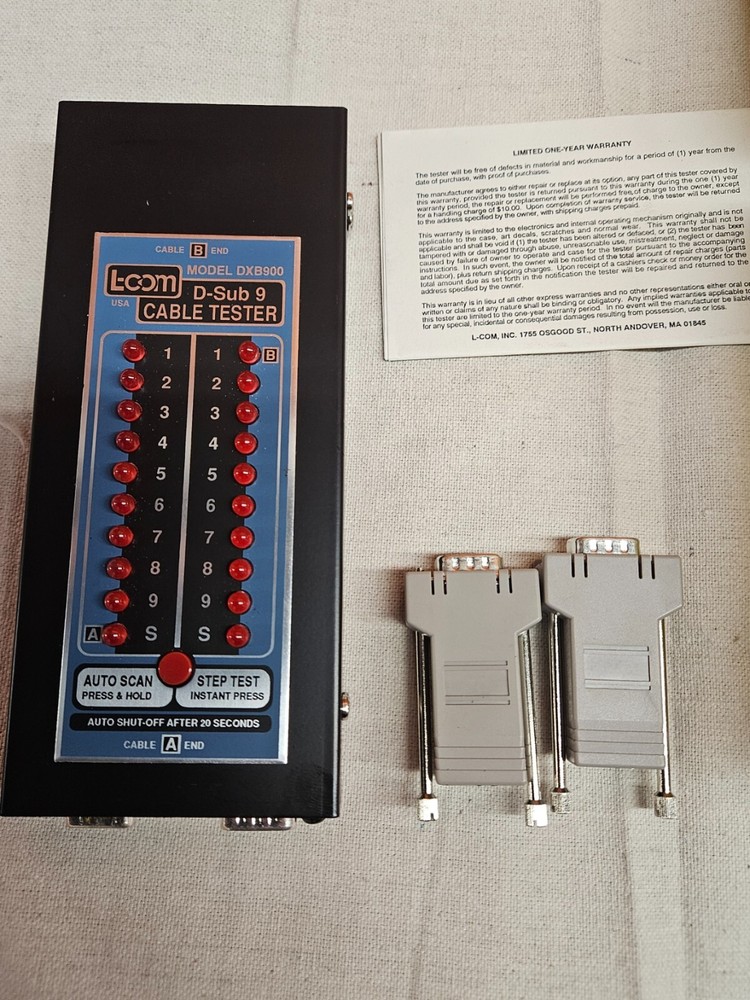 CABLE B END
L-com
MODEL DXB900
USA
D-Sub 9
CABLE TESTER
1 1 B
2 2
3 3
4 4
5 5
6 6
7 7
8 8
9 9
A S S
AUTO SCAN
PRESS & HOLD
STEP TEST
INSTANT PRESS
AUTO SHUT-OFF AFTER 20 SECONDS
CABLE A END
LIMITED ONE-YEAR WARRANTY
The tester will be free of defects in material and workmanship for a period of (1) year from the
date of purchase, with proof of purchases.
The manufacturer agrees to either repair or replace at its option, any part of this tester covered by
this warranty, provided the tester is returned pursuant to this warranty during the one (1) year
warranty period, the repair or replacement will be performed free of charge to the owner, except
for a handling charge of $10.00. Upon completion of warranty service, the tester will be returned
to the address specified by the owner, with shipping charges prepaid.
This warranty is limited to the electronics and internal operating mechanism originally and is not
applicable to the case, art decals, scratches and normal wear. This warranty shall not be
applicable and shall be void if (1) the tester has been altered or defaced, or (2) the tester has been
tampered with or damaged through abuse, unreasonable use, mistreatment, neglect or damage
caused by failure of owner to operate and case for the tester pursuant to the accompanying
instructions. In such event, the owner will be notified of the total amount of repair charges (parts
and labor), plus return shipping charges. Upon receipt of a cashiers check or money order for the
total amount due as set forth in the notification the tester will be repaired and returned to the
address specified by the owner.
This warranty is in lieu of all other express warranties and no other representations either oral or
written or claims of any nature shall be binding or obligatory. Any implied warranties applicable to
this tester are limited to the one-year warranty period. In no event will the manufacturer be liable
for any special, incidental or consequential damages resulting from possession, use or loss.
L-COM, INC. 1755 OSGOOD ST., NORTH ANDOVER, MA 01845